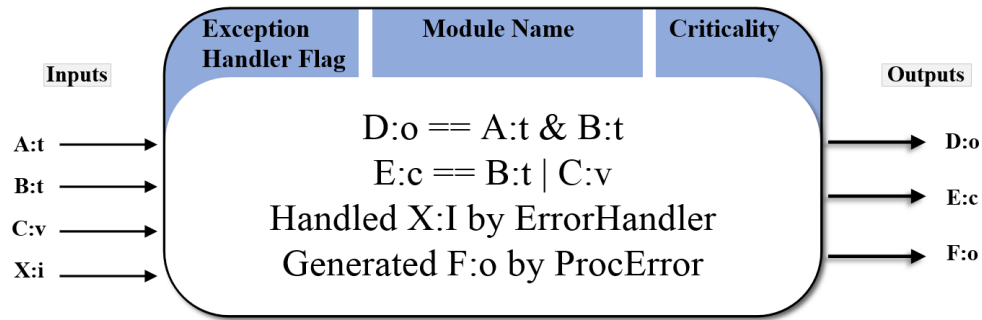 Exception
Handler Flag
Module Name
Criticality
Inputs
Outputs
A:t
B:t
C:v
X:i
D:o == A:t & B:t
E:c == B:t | C:v
Handled X:I by ErrorHandler
Generated F:o by ProcError
D:o
E:c
F:o